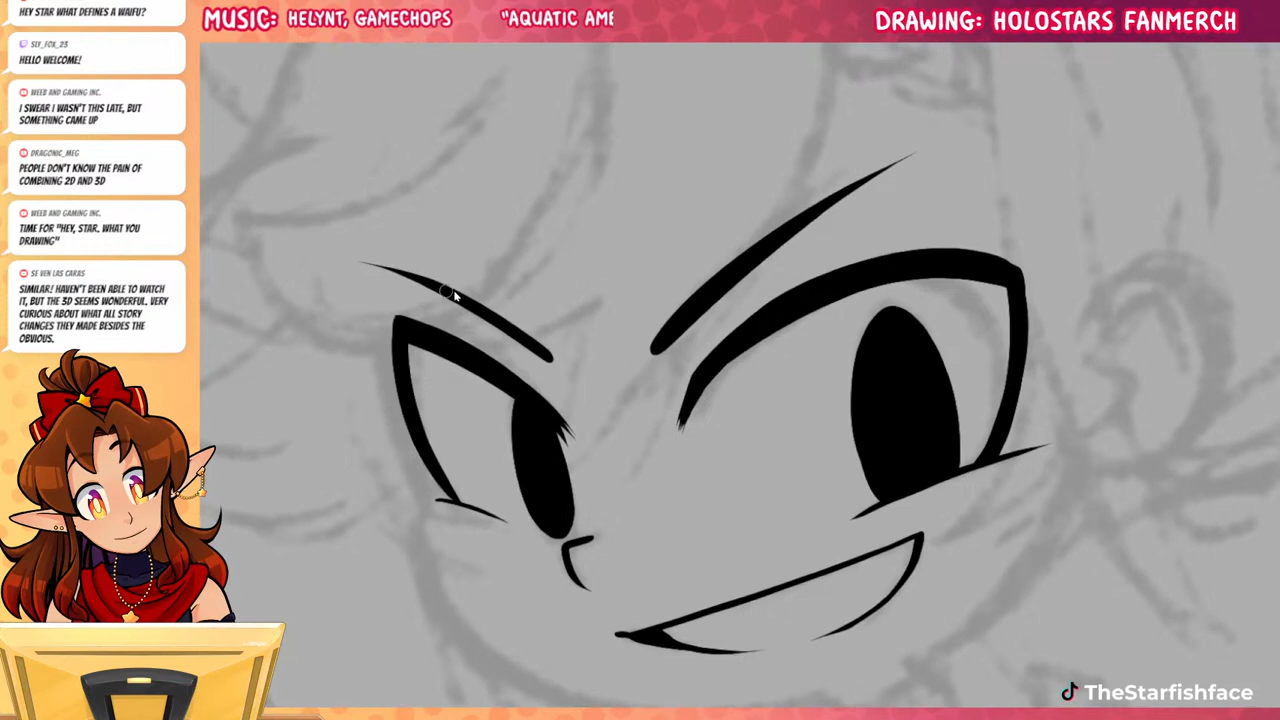 MUSIC: HELYNT, GAMECHOPS "AQUATIC AME
DRAWING: HOLOSTARS FANMERCH
HEY STAR WHAT DEFINES A WAIFU?
SLY_FOX_23
HELLO WELCOME!
WEEB AND GAMING INC.
I SWEAR I WASN'T THIS LATE, BUT
SOMETHING CAME UP
DRAGONIC_MEG
PEOPLE DON'T KNOW THE PAIN OF
COMBINING 2D AND 3D
WEEB AND GAMING INC.
TIME FOR "HEY, STAR. WHAT YOU
DRAWING"
SE VEN LAS CARAS
SIMILAR! HAVEN'T BEEN ABLE TO WATCH
IT, BUT THE 3D SEEMS WONDERFUL. VERY
CURIOUS ABOUT WHAT ALL STORY
CHANGES THEY MADE BESIDES THE
OBVIOUS.
TheStarfishface